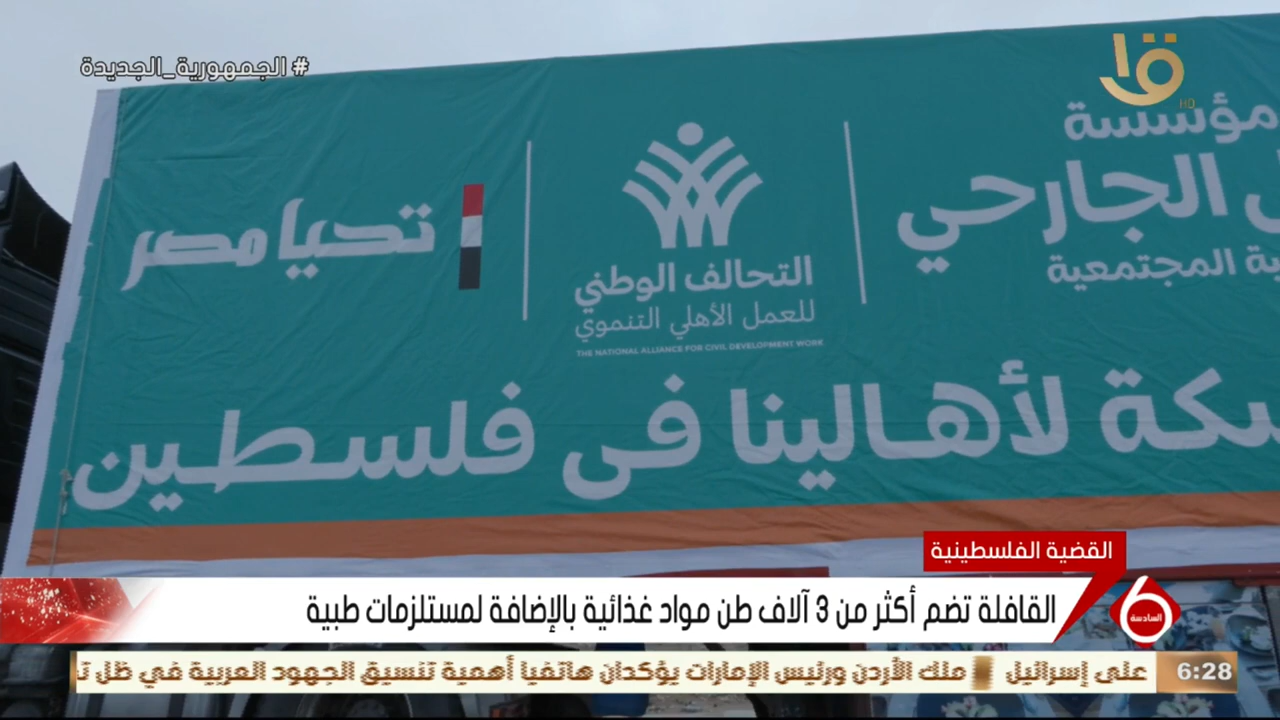 #الجمهورية_الجديدة
HD
مؤسسة
الجارحي
المجتمعية
التحالف الوطني
للعمل الأهلي التنموي
THE NATIONAL ALLIANCE FOR CIVIL DEVELOPMENT WORK
تحيا مصر
لأهالينا فى فلسطين
القضية الفلسطينية
القافلة تضم أكثر من 3 آلاف طن مواد غذائية بالإضافة لمستلزمات طبية
السادسة
6:28
على إسرائيل
ملك الأردن ورئيس الإمارات يؤكدان هاتفيا أهمية تنسيق الجهود العربية في ظل